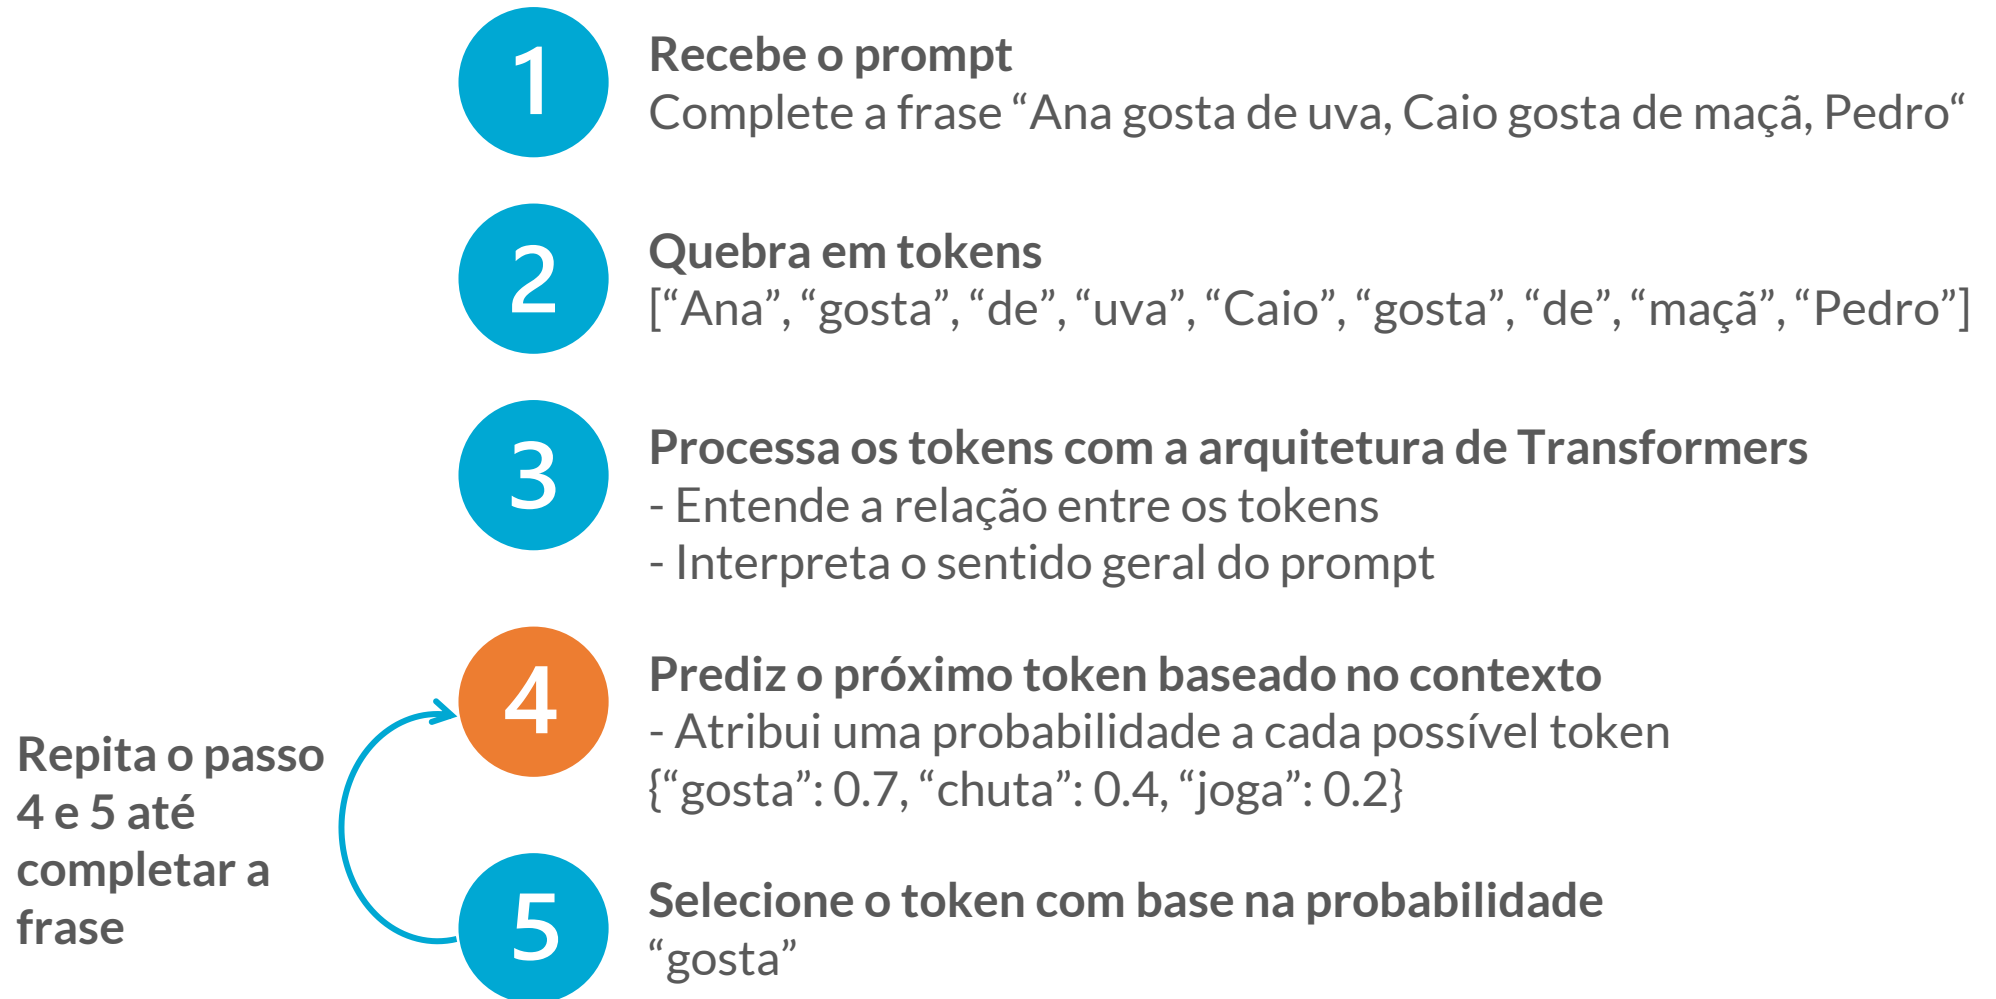 1
Recebe o prompt
Complete a frase “Ana gosta de uva, Caio gosta de maçã, Pedro“
2
Quebra em tokens
[“Ana”, “gosta”, “de”, “uva”, “Caio”, “gosta”, “de”, “maçã”, “Pedro”]
3
Processa os tokens com a arquitetura de Transformers
- Entende a relação entre os tokens
- Interpreta o sentido geral do prompt
4
Prediz o próximo token baseado no contexto
- Atribui uma probabilidade a cada possível token
{“gosta”: 0.7, “chuta”: 0.4, “joga”: 0.2}
Repita o passo
4 e 5 até
completar a
frase
5
Selecione o token com base na probabilidade
“gosta”